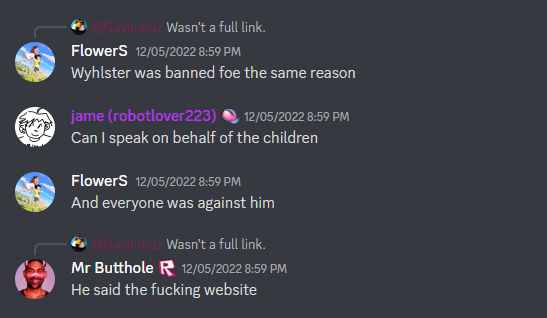 @Gavindiuz Wasn't a full link.
FlowerS 12/05/2022 8:59 PM
Wyhlster was banned foe the same reason
jame (robotlover223) 12/05/2022 8:59 PM
Can I speak on behalf of the children
FlowerS 12/05/2022 8:59 PM
And everyone was against him
@Gavindiuz Wasn't a full link.
Mr Butthole 12/05/2022 8:59 PM
He said the fucking website